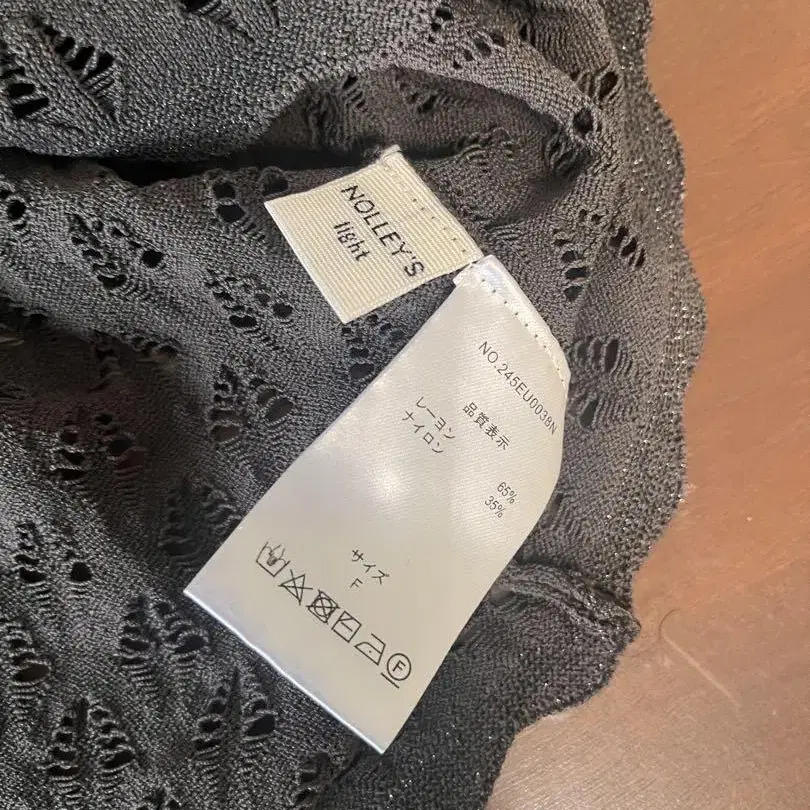 NOLLEY'S
light
NO.245EU0038N
品質表示
レーヨン 65%
ナイロン 35%
サイズ
F
F